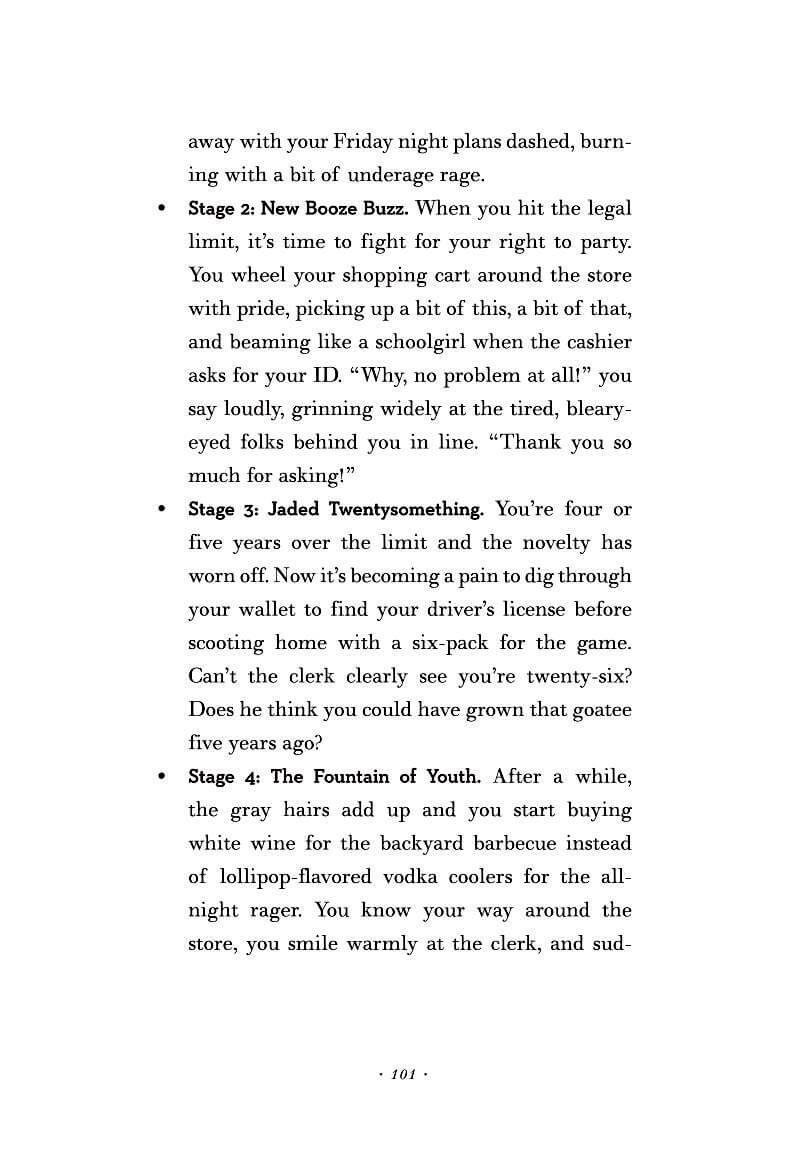 away with your Friday night plans dashed, burn-
ing with a bit of underage rage.
• Stage 2: New Booze Buzz. When you hit the legal
limit, it’s time to fight for your right to party.
You wheel your shopping cart around the store
with pride, picking up a bit of this, a bit of that,
and beaming like a schoolgirl when the cashier
asks for your ID. “Why, no problem at all!” you
say loudly, grinning widely at the tired, bleary-
eyed folks behind you in line. “Thank you so
much for asking!”
• Stage 3: Jaded Twentysomething. You’re four or
five years over the limit and the novelty has
worn off. Now it’s becoming a pain to dig through
your wallet to find your driver’s license before
scooting home with a six-pack for the game.
Can’t the clerk clearly see you’re twenty-six?
Does he think you could have grown that goatee
five years ago?
• Stage 4: The Fountain of Youth. After a while,
the gray hairs add up and you start buying
white wine for the backyard barbecue instead
of lollipop-flavored vodka coolers for the all-
night rager. You know your way around the
store, you smile warmly at the clerk, and sud-
· 101 ·